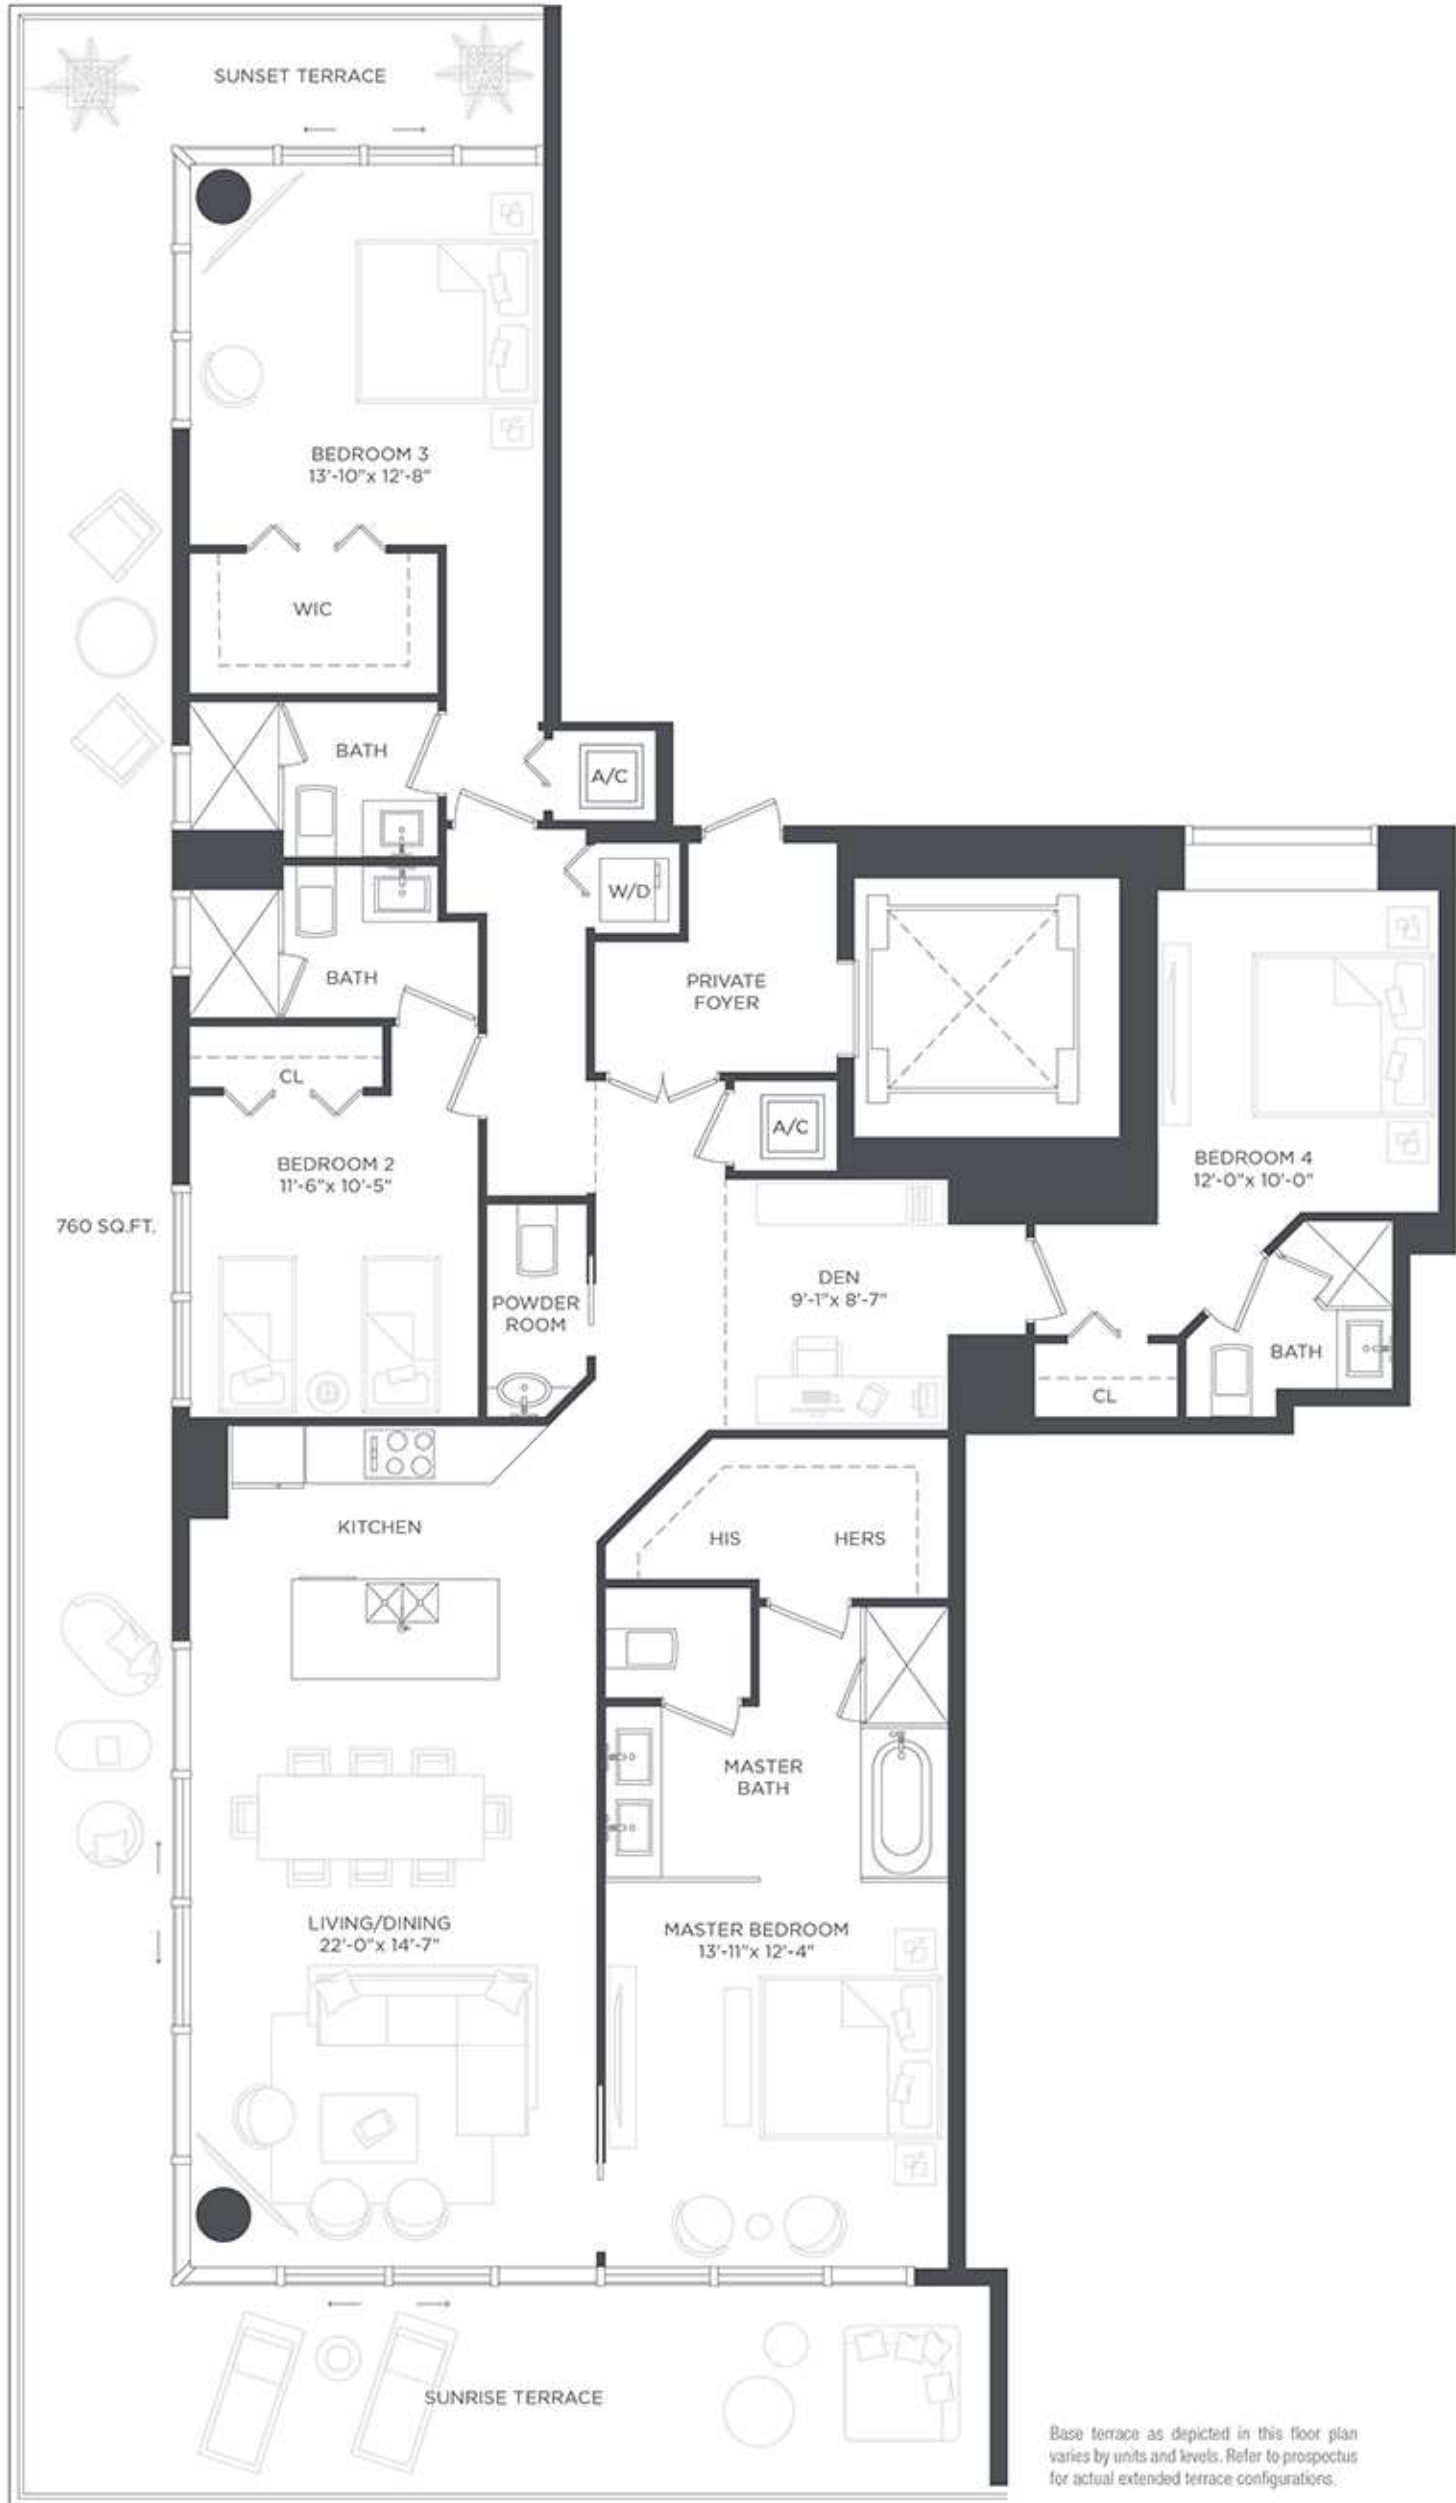 SUNSET TERRACE
BEDROOM 3
13'-10"x 12'-8"
WIC
BATH
A/C
W/D
BATH
PRIVATE
FOYER
CL
A/C
BEDROOM 2
11'-6"x 10'-5"
BEDROOM 4
12'-0"x 10'-0"
760 SQ.FT.
DEN
9'-1"x 8'-7"
POWDER
ROOM
BATH
CL
KITCHEN
HIS
HERS
MASTER
BATH
LIVING/DINING
22'-0"x 14'-7"
MASTER BEDROOM
13'-11"x 12'-4"
SUNRISE TERRACE
Base terrace as depicted in this floor plan
varies by units and levels. Refer to prospectus
for actual extended terrace configurations.